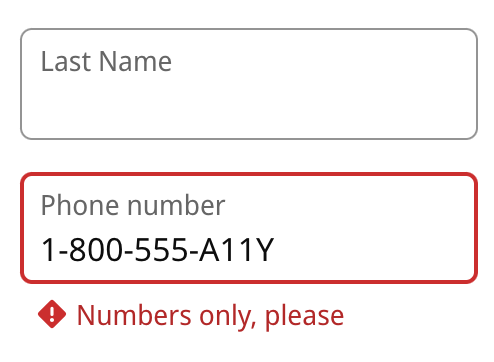 Last Name
Phone number
1-800-555-A11Y
Numbers only, please